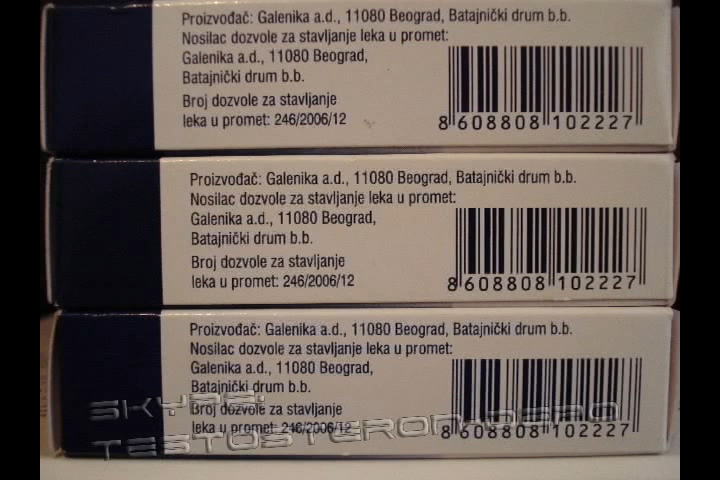 Proizvođač: Galenika a.d., 11080 Beograd, Batajnički drum b.b.
Nosilac dozvole za stavljanje leka u promet:
Galenika a.d., 11080 Beograd,
Batajnički drum b.b.
Broj dozvole za stavljanje
leka u promet: 246/2006/12
8 608808 102227
Proizvođač: Galenika a.d., 11080 Beograd, Batajnički drum b.b.
Nosilac dozvole za stavljanje leka u promet:
Galenika a.d., 11080 Beograd,
Batajnički drum b.b.
Broj dozvole za stavljanje
leka u promet: 246/2006/12
8 608808 102227
Proizvođač: Galenika a.d., 11080 Beograd, Batajnički drum b.b.
Nosilac dozvole za stavljanje leka u promet:
Galenika a.d., 11080 Beograd,
Batajnički drum b.b.
Broj dozvole za stavljanje
leka u promet: 246/2006/12
8 608808 102227
SKYPE: